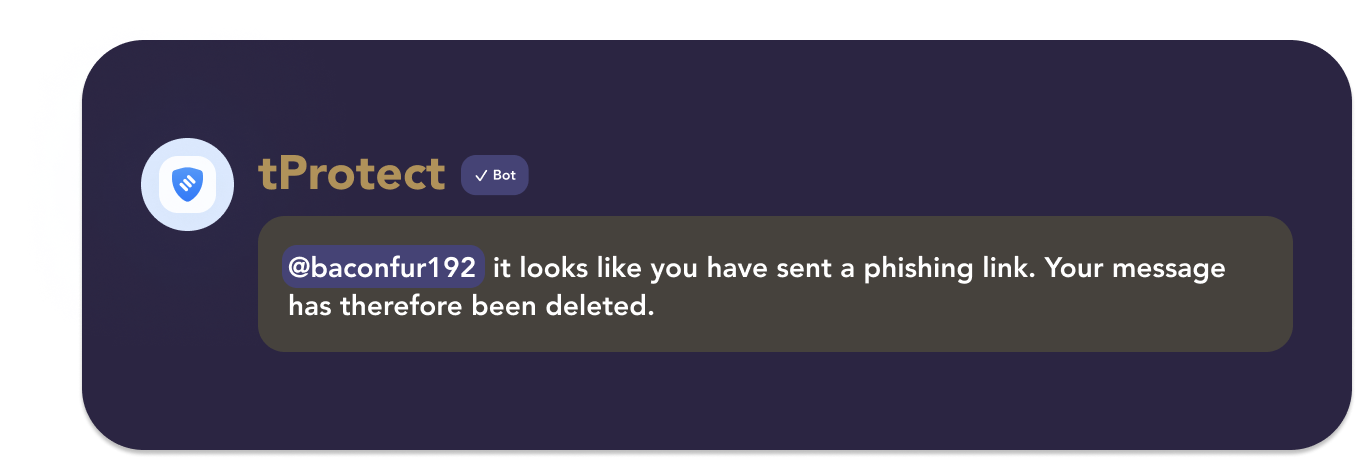 tProtect
✓ Bot
@baconfur192 it looks like you have sent a phishing link. Your message
has therefore been deleted.